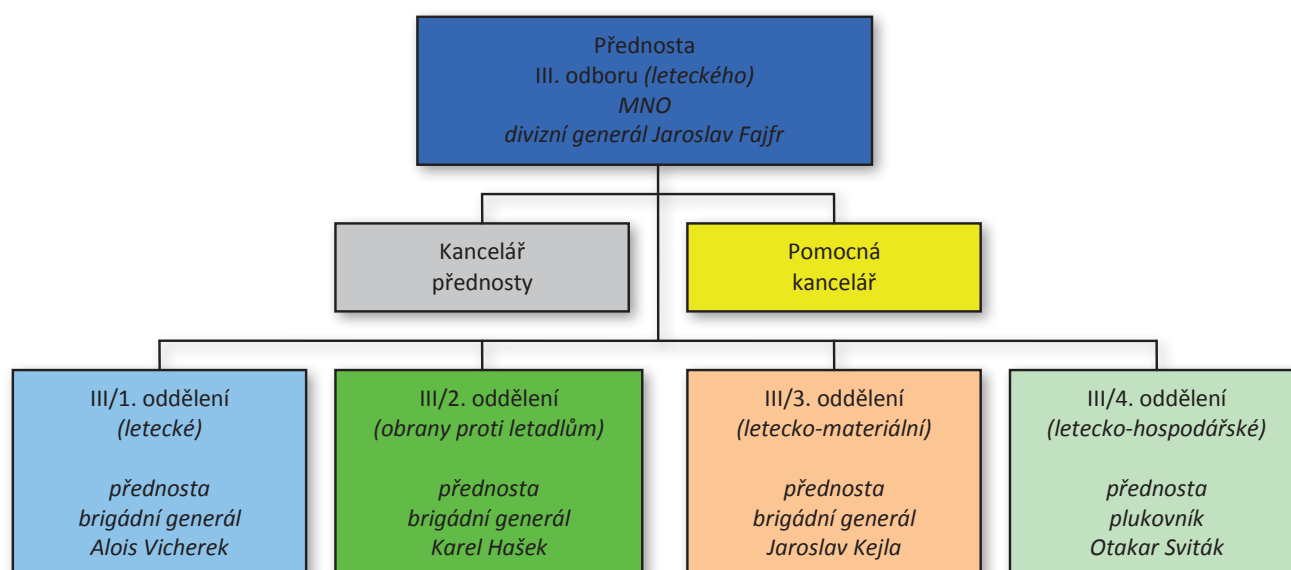 Přednosta
III. odboru (leteckého)
MNO
divizní generál Jaroslav Fajfr
Kancelář
přednosty
Pomocná
kancelář
III/1. oddělení
(letecké)
přednosta
brigádní generál
Alois Vicherek
III/2. oddělení
(obrany proti letadlům)
přednosta
brigádní generál
Karel Hašek
III/3. oddělení
(letecko-materiální)
přednosta
brigádní generál
Jaroslav Kejla
III/4. oddělení
(letecko-hospodářské)
přednosta
plukovník
Otakar Sviták